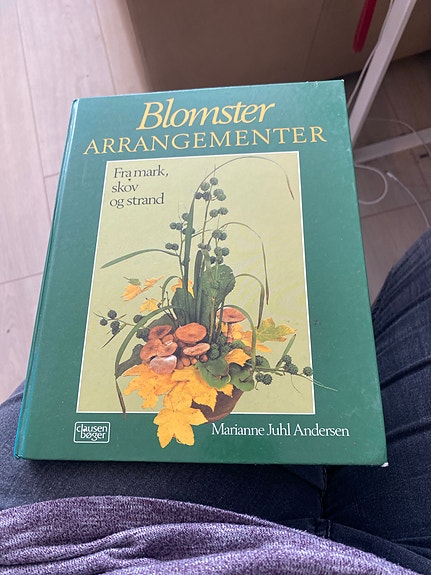 Blomster
ARRANGEMENTER
Fra mark,
skov
og strand
Marianne Juhl Andersen
clausen
bøger